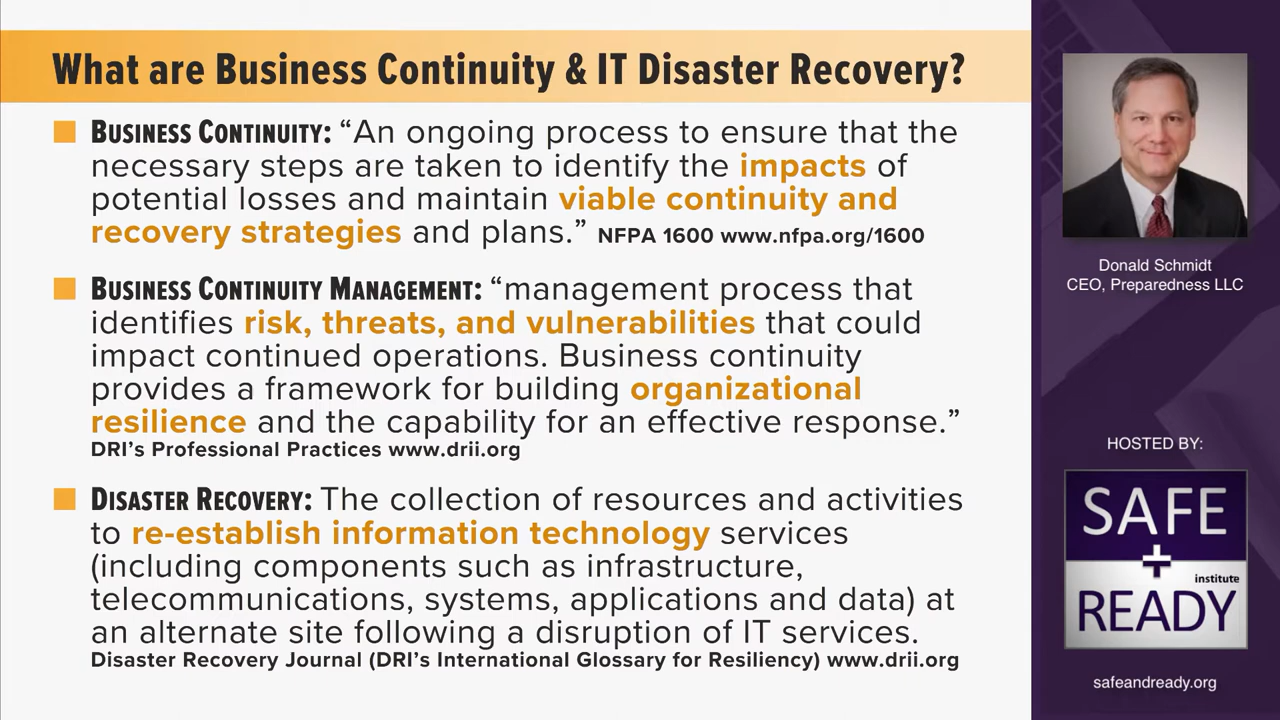 What are Business Continuity & IT Disaster Recovery?
BUSINESS CONTINUITY: “An ongoing process to ensure that the
necessary steps are taken to identify the impacts of
potential losses and maintain viable continuity and
recovery strategies and plans.” NFPA 1600 www.nfpa.org/1600
BUSINESS CONTINUITY MANAGEMENT: “management process that
identifies risk, threats, and vulnerabilities that could
impact continued operations. Business continuity
provides a framework for building organizational
resilience and the capability for an effective response.”
DRI’s Professional Practices www.drii.org
DISASTER RECOVERY: The collection of resources and activities
to re-establish information technology services
(including components such as infrastructure,
telecommunications, systems, applications and data) at
an alternate site following a disruption of IT services.
Disaster Recovery Journal (DRI’s International Glossary for Resiliency) www.drii.org
Donald Schmidt
CEO, Preparedness LLC
HOSTED BY:
SAFE
+
institute
READY
safeandready.org